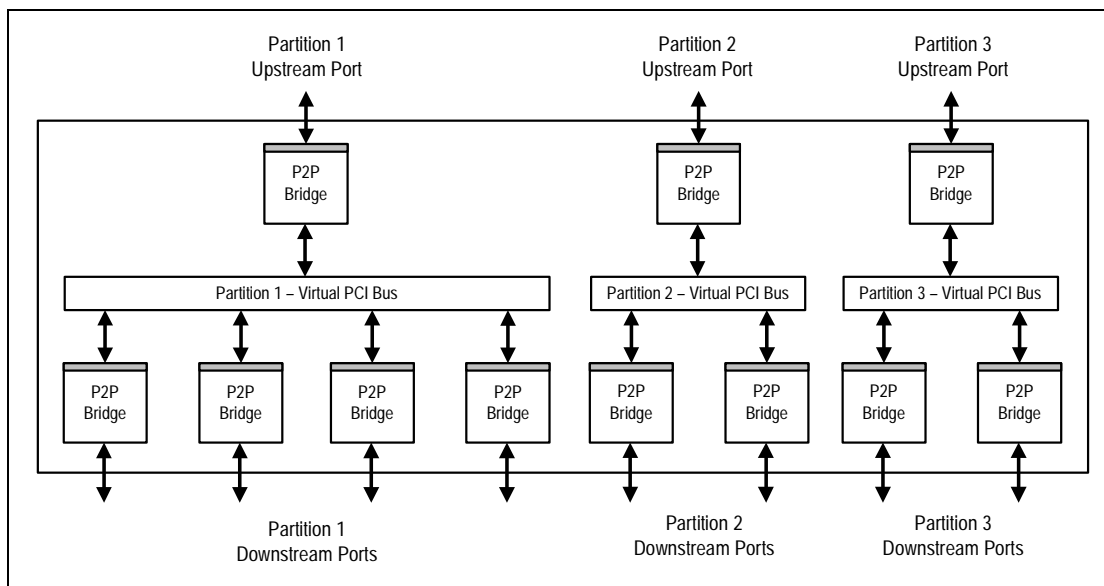 Partition 1
Upstream Port
Partition 2
Upstream Port
Partition 3
Upstream Port
P2P
Bridge
P2P
Bridge
P2P
Bridge
Partition 1 – Virtual PCI Bus
Partition 2 – Virtual PCI Bus
Partition 3 – Virtual PCI Bus
P2P
Bridge
P2P
Bridge
P2P
Bridge
P2P
Bridge
P2P
Bridge
P2P
Bridge
P2P
Bridge
P2P
Bridge
Partition 1
Downstream Ports
Partition 2
Downstream Ports
Partition 3
Downstream Ports